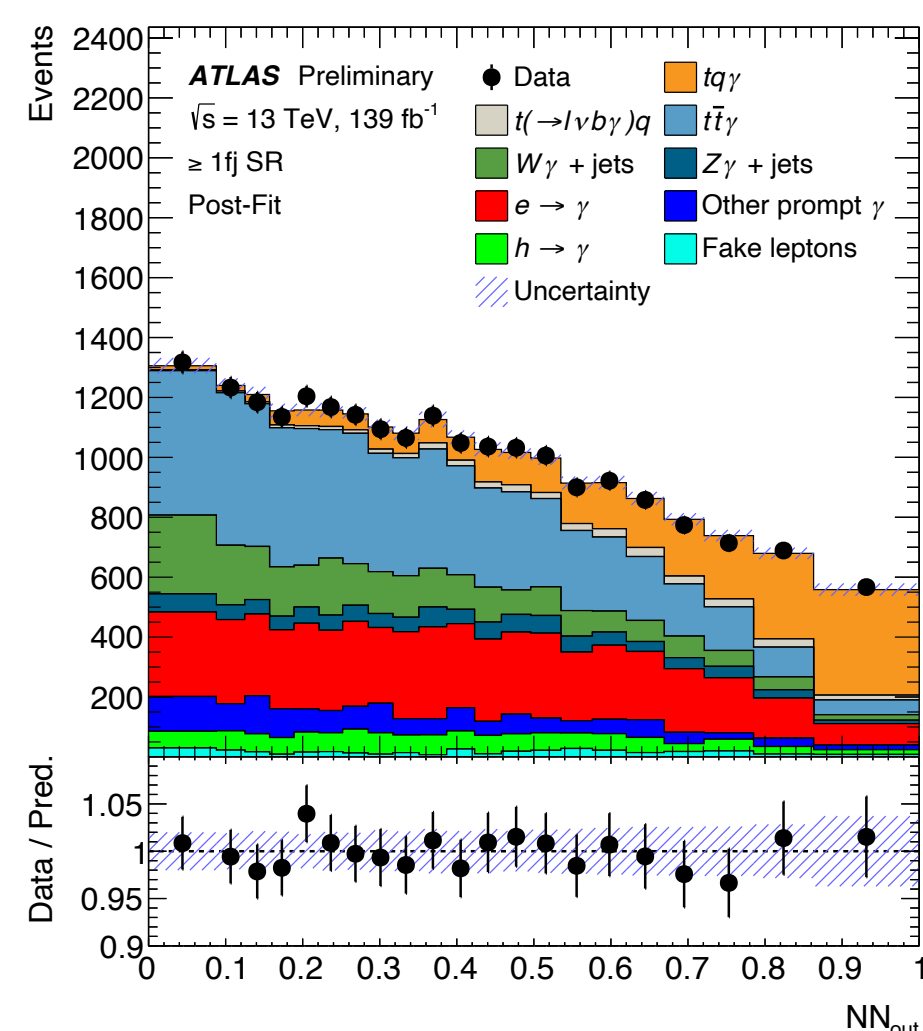 Events
2400
2200
2000
1800
1600
1400
1200
1000
800
600
400
200
ATLAS Preliminary
√s = 13 TeV, 139 fb⁻¹
≥ 1fj SR
Post-Fit
Data
tqγ
t(→lνbγ)q
tt̄γ
Wγ + jets
Zγ + jets
e → γ
Other prompt γ
h → γ
Fake leptons
Uncertainty
Data / Pred.
1.05
1
0.95
0.9
0 0.1 0.2 0.3 0.4 0.5 0.6 0.7 0.8 0.9 1
NN_out